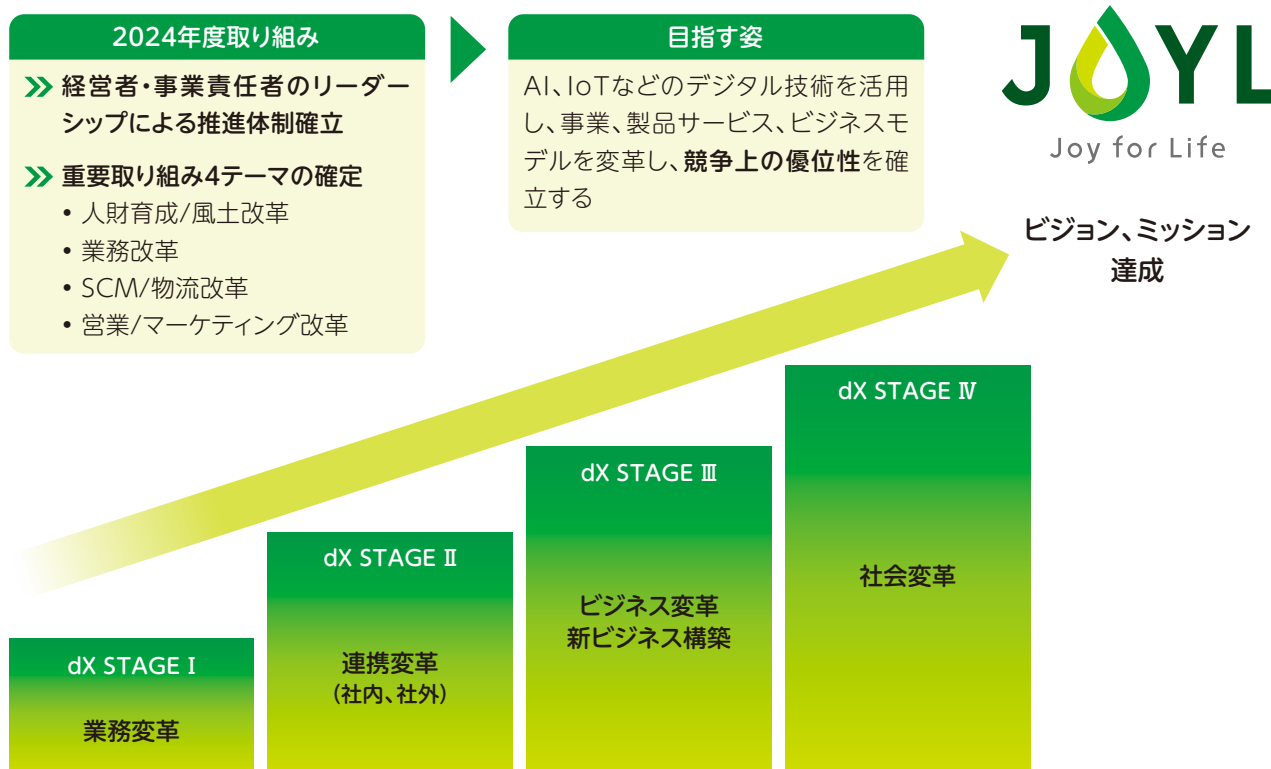 2024年度取り組み
経営者・事業責任者のリーダー
シップによる推進体制確立
重要取り組み4テーマの確定
• 人財育成/風土改革
• 業務改革
• SCM/物流改革
• 営業/マーケティング改革
目指す姿
AI、IoTなどのデジタル技術を活用
し、事業、製品サービス、ビジネスモ
デルを変革し、競争上の優位性を確
立する
JOYL
Joy for Life
ビジョン、ミッション
達成
dX STAGE Ⅰ
業務変革
dX STAGE Ⅱ
連携変革
(社内、社外)
dX STAGE Ⅲ
ビジネス変革
新ビジネス構築
dX STAGE Ⅳ
社会変革